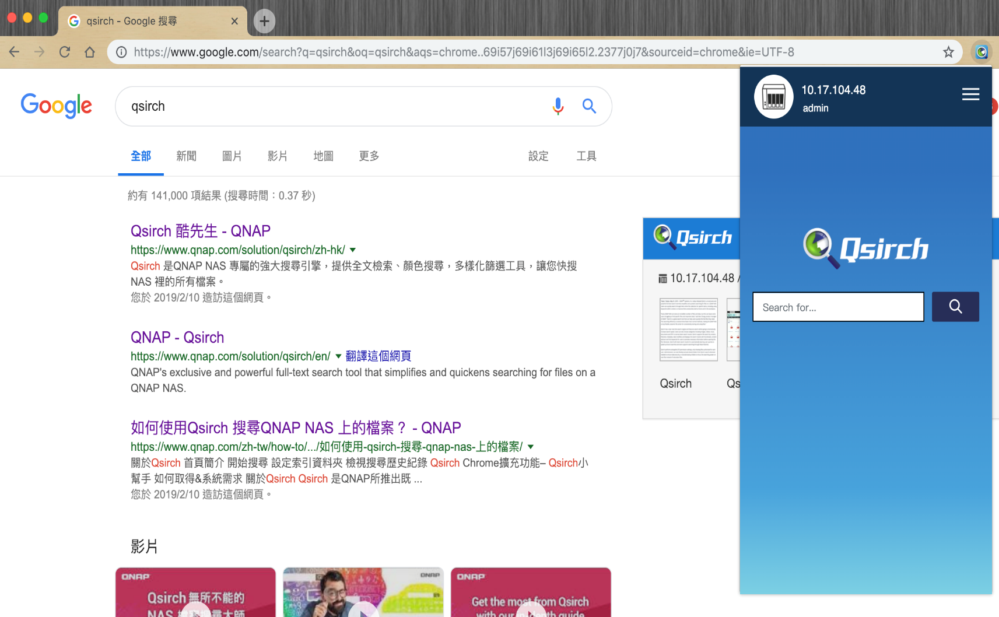 qsirch - Google 搜尋
https://www.google.com/search?q=qsirch&oq=qsirch&aqs=chrome..69i57j69i61l3j69i65l2.2377j0j7&sourceid=chrome&ie=UTF-8
Google
qsirch
全部 新聞 圖片 影片 地圖 更多 設定 工具
約有 141,000 項結果 (搜尋時間：0.37 秒)
Qsirch 酷先生 - QNAP
https://www.qnap.com/solution/qsirch/zh-hk/
Qsirch 是QNAP NAS 專屬的強大搜尋引擎，提供全文檢索、顏色搜尋，多樣化篩選工具，讓您快搜
NAS 裡的所有檔案。
您於 2019/2/10 造訪這個網頁。
QNAP - Qsirch
https://www.qnap.com/solution/qsirch/en/ 翻譯這個網頁
QNAP's exclusive and powerful full-text search tool that simplifies and quickens searching for files on a
QNAP NAS.
如何使用Qsirch 搜尋QNAP NAS 上的檔案？ - QNAP
https://www.qnap.com/zh-tw/how-to/.../如何使用-qsirch-搜尋-qnap-nas-上的檔案/
關於Qsirch 首頁簡介 開始搜尋 設定索引資料夾 檢視搜尋歷史紀錄 Qsirch Chrome擴充功能– Qsirch小
幫手 如何取得&系統需求 關於Qsirch Qsirch 是QNAP所推出既 ...
您於 2019/2/10 造訪這個網頁。
影片
QNAP
Qsirch 無所不能的
NAS 檔案搜尋大師
QNAP
QNAP
Get the most from Qsirch
with our in-depth guide
Qsirch
10.17.104.48 /
Qsirch Qs
10.17.104.48
admin
Qsirch
Search for...